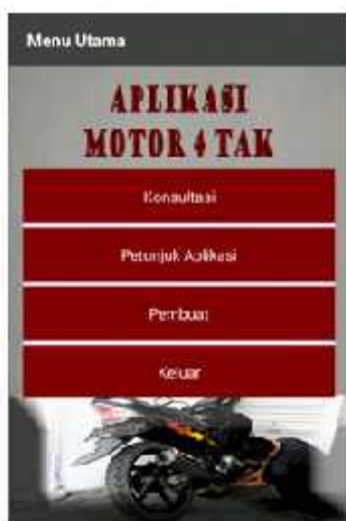 Menu Utama
APLIKASI
MOTOR 4 TAK
Konsultasi
Petunjuk Aplikasi
Pembuat
Keluar